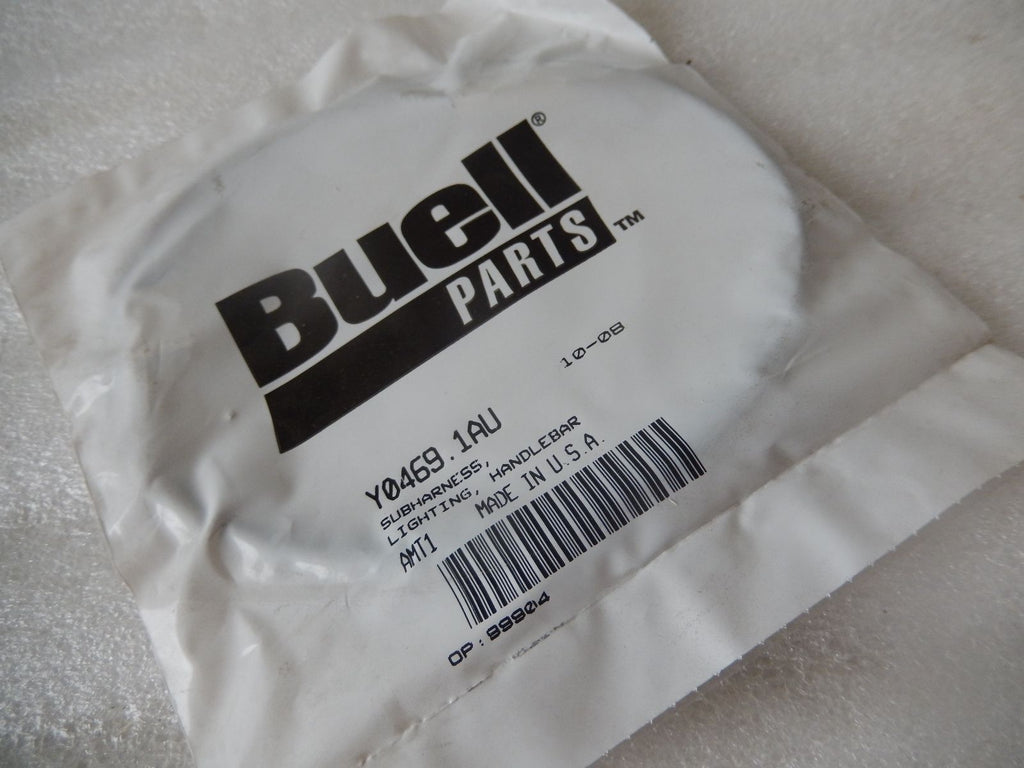 Buell®
PARTS™
10-08
Y0469.1AU
SUBHARNESS,
LIGHTING, HANDLEBAR
AMT1 MADE IN U.S.A.
OP: 99904